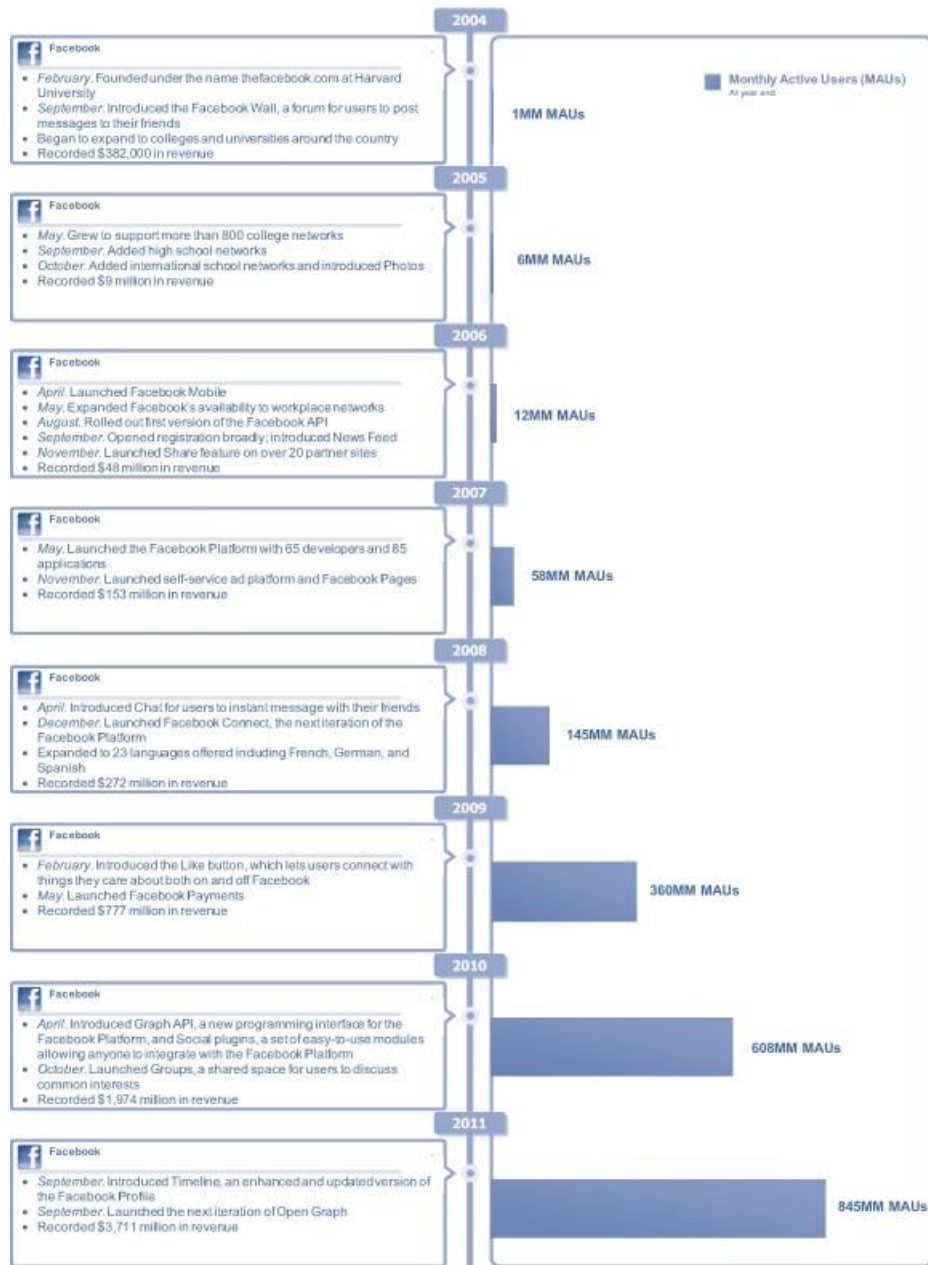 2004
Facebook
• February. Founded under the name thefacebook.com at Harvard
University
• September. Introduced the Facebook Wall, a forum for users to post
messages to their friends
• Began to expand to colleges and universities around the country
• Recorded $382,000 in revenue
Monthly Active Users (MAUs)
At year end
1MM MAUs
2005
Facebook
• May. Grew to support more than 800 college networks
• September. Added high school networks
• October. Added international school networks and introduced Photos
• Recorded $9 million in revenue
6MM MAUs
2006
Facebook
• April. Launched Facebook Mobile
• May. Expanded Facebook's availability to workplace networks
• August. Rolled out first version of the Facebook API
• September. Opened registration broadly; introduced News Feed
• November. Launched Share feature on over 20 partner sites
• Recorded $48 million in revenue
12MM MAUs
2007
Facebook
• May. Launched the Facebook Platform with 65 developers and 85
applications
• November. Launched self-service ad platform and Facebook Pages
• Recorded $153 million in revenue
58MM MAUs
2008
Facebook
• April. Introduced Chat for users to instant message with their friends
• December. Launched Facebook Connect, the next iteration of the
Facebook Platform
• Expanded to 23 languages offered including French, German, and
Spanish
• Recorded $272 million in revenue
145MM MAUs
2009
Facebook
• February. Introduced the Like button, which lets users connect with
things they care about both on and off Facebook
• May. Launched Facebook Payments
• Recorded $777 million in revenue
360MM MAUs
2010
Facebook
• April. Introduced Graph API, a new programming interface for the
Facebook Platform, and Social plugins, a set of easy-to-use modules
allowing anyone to integrate with the Facebook Platform
• October. Launched Groups, a shared space for users to discuss
common interests
• Recorded $1,974 million in revenue
608MM MAUs
2011
Facebook
• September. Introduced Timeline, an enhanced and updated version of
the Facebook Profile
• September. Launched the next iteration of Open Graph
• Recorded $3,711 million in revenue
845MM MAUs